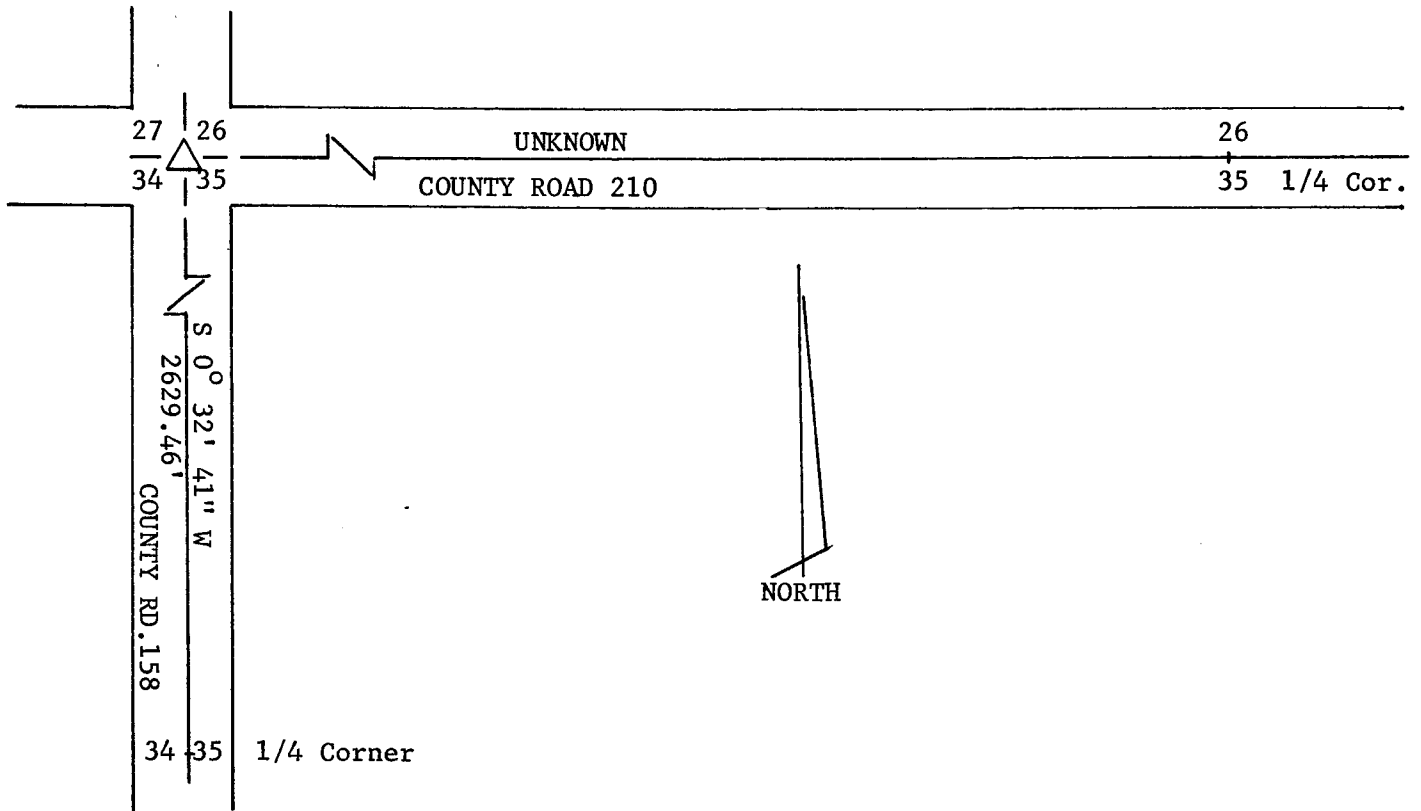 27 26
UNKNOWN
26
34 35
COUNTY ROAD 210
35 1/4 Cor.
S 0° 32' 41" W
2629.46'
COUNTY RD.158
NORTH
34 35 1/4 Corner